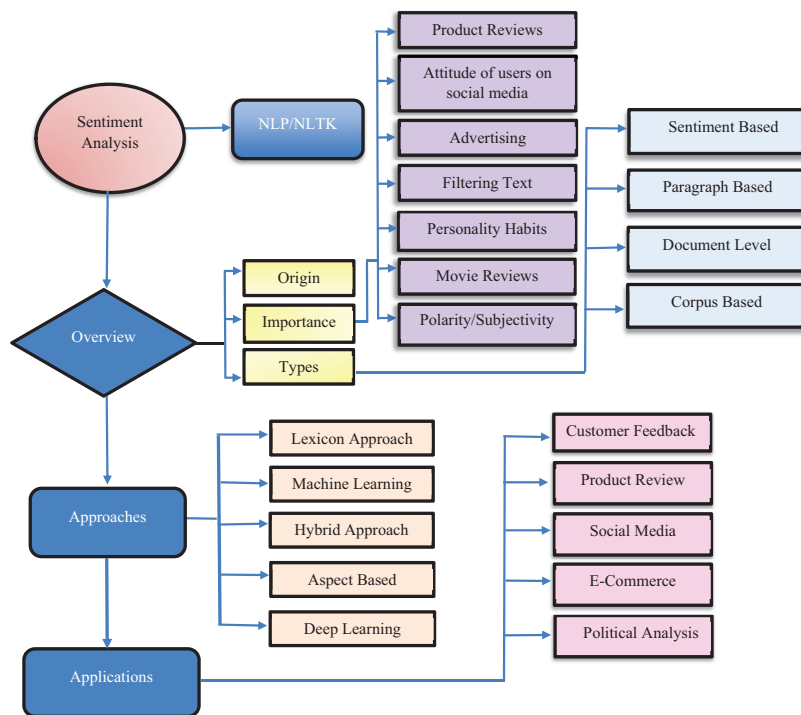 Sentiment
Analysis
NLP/NLTK
Product Reviews
Attitude of users on
social media
Advertising
Filtering Text
Personality Habits
Movie Reviews
Polarity/Subjectivity
Sentiment Based
Paragraph Based
Document Level
Corpus Based
Overview
Origin
Importance
Types
Approaches
Lexicon Approach
Machine Learning
Hybrid Approach
Aspect Based
Deep Learning
Applications
Customer Feedback
Product Review
Social Media
E-Commerce
Political Analysis